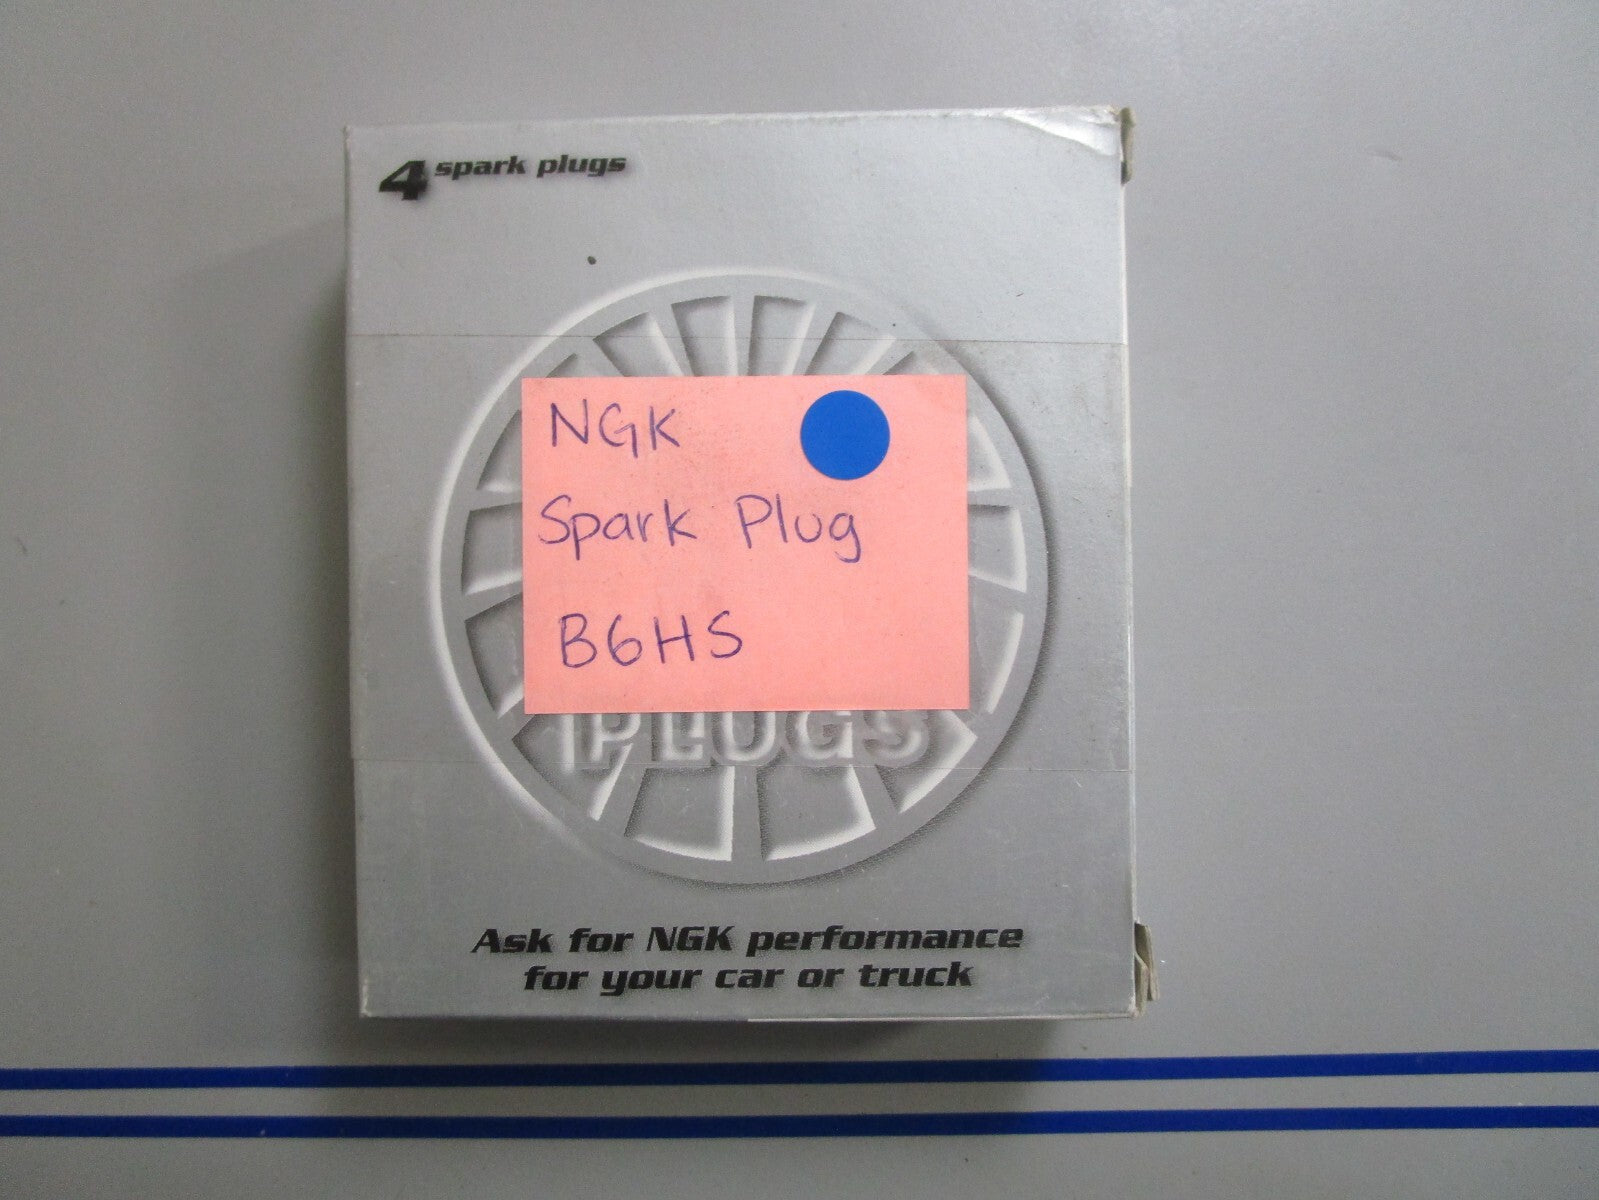 4 spark plugs
NGK
Spark Plug
B6HS
PLUGS
Ask for NGK performance
for your car or truck